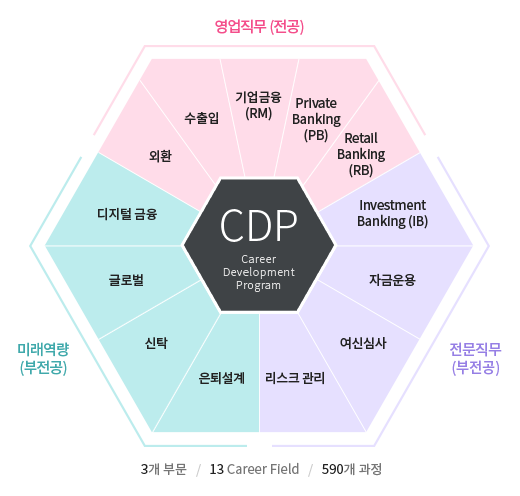 영업직무 (전공)
기업금융
(RM)
Private
Banking
(PB)
수출입
Retail
Banking
(RB)
외환
디지털 금융
Investment
Banking (IB)
CDP
Career
Development
Program
글로벌
자금운용
미래역량
(부전공)
신탁
여신심사
전문직무
(부전공)
은퇴설계
리스크 관리
3개 부문 / 13 Career Field / 590개 과정